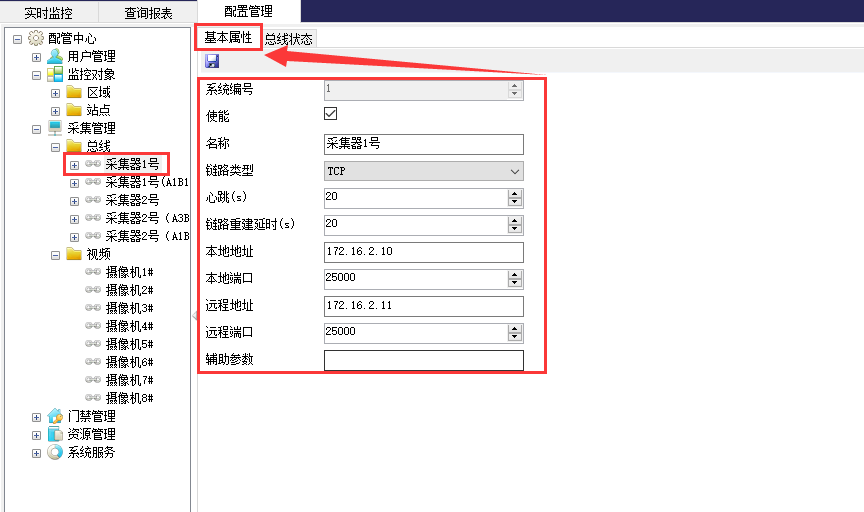 实时监控 查询报表 配置管理
配管中心
用户管理
监控对象
区域
站点
采集管理
总线
采集器1号
采集器1号(A1B1
采集器2号
采集器2号（A3B
采集器2号（A1B
视频
摄像机1#
摄像机2#
摄像机3#
摄像机4#
摄像机5#
摄像机6#
摄像机7#
摄像机8#
门禁管理
资源管理
系统服务
基本属性 总线状态
系统编号 1
使能
名称 采集器1号
链路类型 TCP
心跳(s) 20
链路重建延时(s) 20
本地地址 172.16.2.10
本地端口 25000
远程地址 172.16.2.11
远程端口 25000
辅助参数